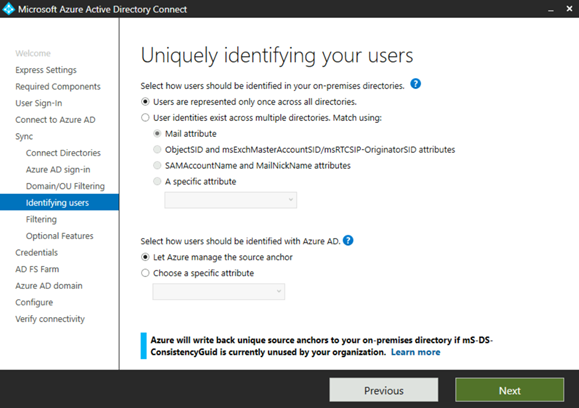 Microsoft Azure Active Directory Connect
Welcome
Express Settings
Required Components
User Sign-In
Connect to Azure AD
Sync
Connect Directories
Azure AD sign-in
Domain/OU Filtering
Identifying users
Filtering
Optional Features
Credentials
AD FS Farm
Azure AD domain
Configure
Verify connectivity
Uniquely identifying your users
Select how users should be identified in your on-premises directories. ?
Users are represented only once across all directories.
User identities exist across multiple directories. Match using:
Mail attribute
ObjectSID and msExchMasterAccountSID/msRTCSIP-OriginatorSID attributes
SAMAccountName and MailNickName attributes
A specific attribute
Select how users should be identified with Azure AD. ?
Let Azure manage the source anchor
Choose a specific attribute
Azure will write back unique source anchors to your on-premises directory if mS-DS-
ConsistencyGuid is currently unused by your organization. Learn more
Previous
Next